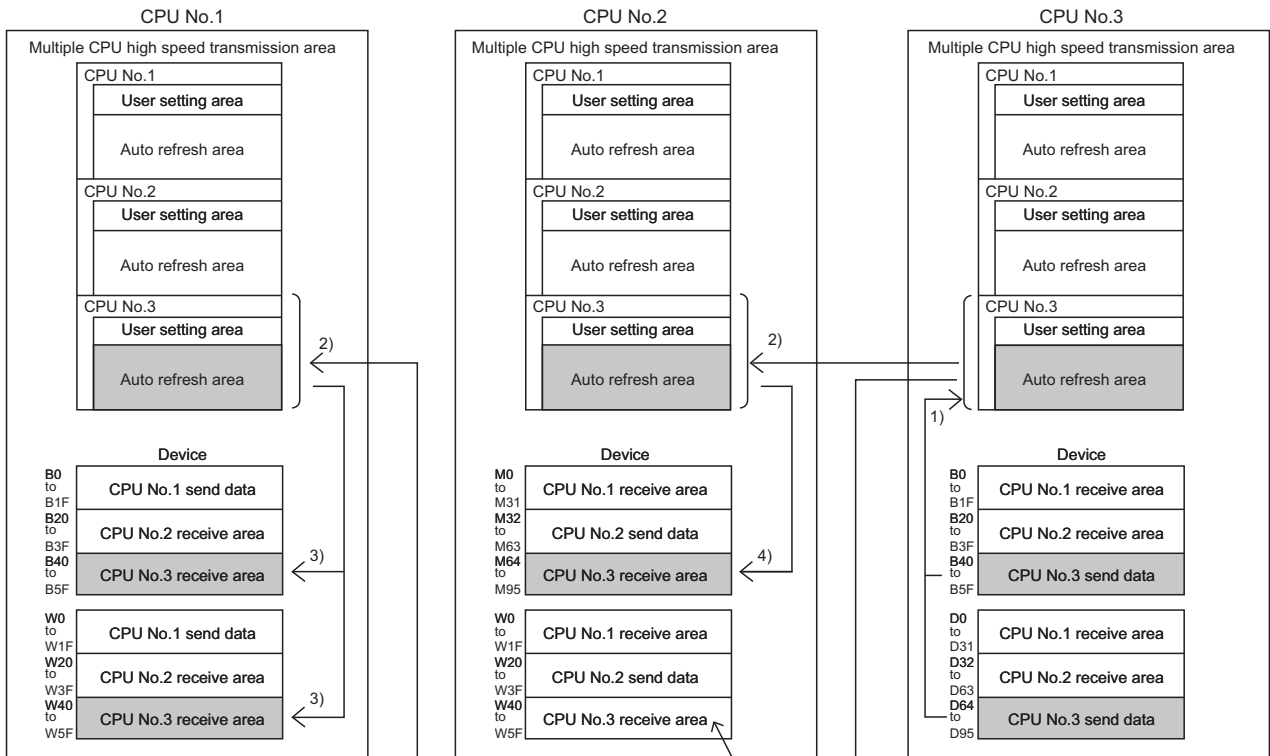 CPU No.1
Multiple CPU high speed transmission area
CPU No.1
User setting area
Auto refresh area
CPU No.2
User setting area
Auto refresh area
CPU No.3
User setting area
Auto refresh area
2)
Device
B0
to
B1F
CPU No.1 send data
B20
to
B3F
CPU No.2 receive area
B40
to
B5F
CPU No.3 receive area
3)
W0
to
W1F
CPU No.1 send data
W20
to
W3F
CPU No.2 receive area
W40
to
W5F
CPU No.3 receive area
3)
CPU No.2
Multiple CPU high speed transmission area
CPU No.1
User setting area
Auto refresh area
CPU No.2
User setting area
Auto refresh area
CPU No.3
User setting area
Auto refresh area
2)
Device
M0
to
M31
CPU No.1 receive area
M32
to
M63
CPU No.2 send data
M64
to
M95
CPU No.3 receive area
4)
W0
to
W1F
CPU No.1 receive area
W20
to
W3F
CPU No.2 send data
W40
to
W5F
CPU No.3 receive area
CPU No.3
Multiple CPU high speed transmission area
CPU No.1
User setting area
Auto refresh area
CPU No.2
User setting area
Auto refresh area
CPU No.3
User setting area
Auto refresh area
1)
Device
B0
to
B1F
CPU No.1 receive area
B20
to
B3F
CPU No.2 receive area
B40
to
B5F
CPU No.3 send data
D0
to
D31
CPU No.1 receive area
D32
to
D63
CPU No.2 receive area
D64
to
D95
CPU No.3 send data